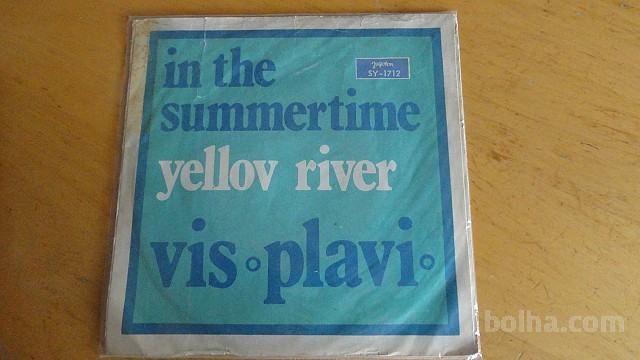 in the
Jugoton
SY-1712
summertime
yellov river
vis•plavi•
bolha.com